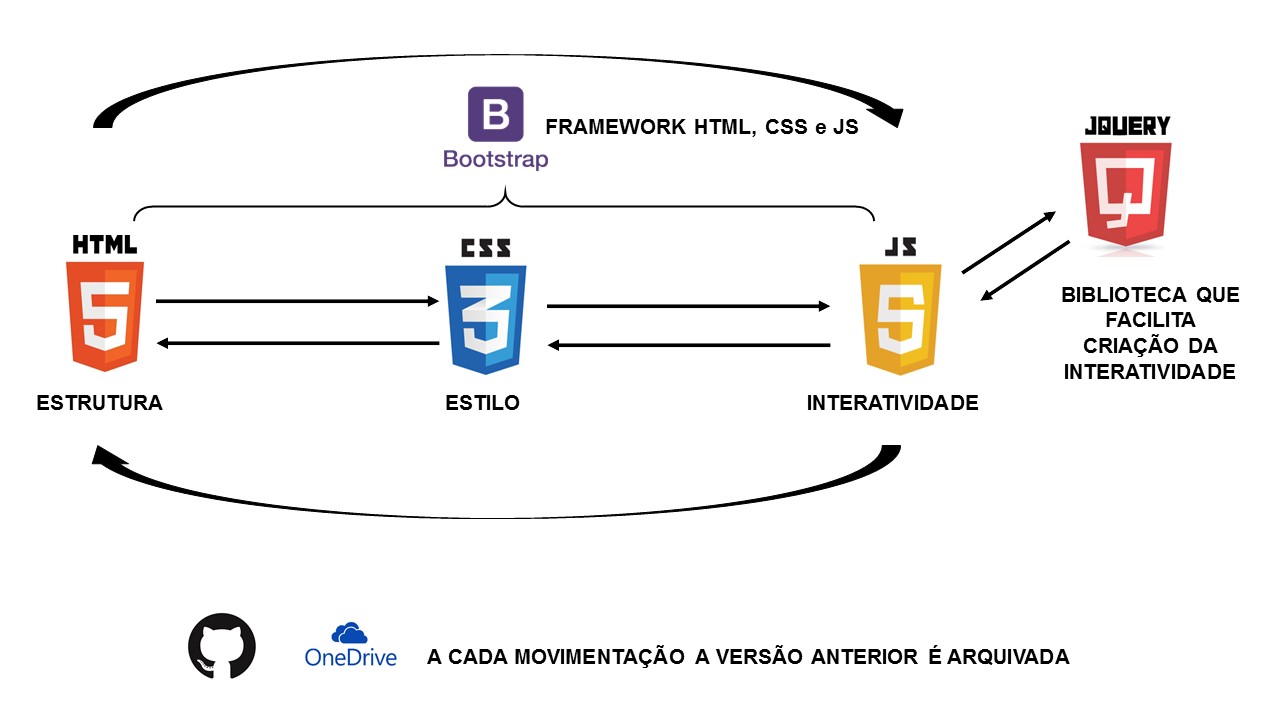 B
Bootstrap
FRAMEWORK HTML, CSS e JS
JQUERY
HTML
5
CSS
3
JS
5
BIBLIOTECA QUE
FACILITA
CRIAÇÃO DA
INTERATIVIDADE
ESTRUTURA
ESTILO
INTERATIVIDADE
OneDrive
A CADA MOVIMENTAÇÃO A VERSÃO ANTERIOR É ARQUIVADA